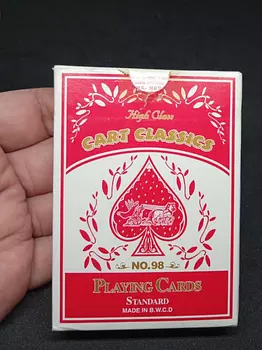 High Class
CART CLASSICS
NO.98
PLAYING CARDS
STANDARD
MADE IN B.W.C.D